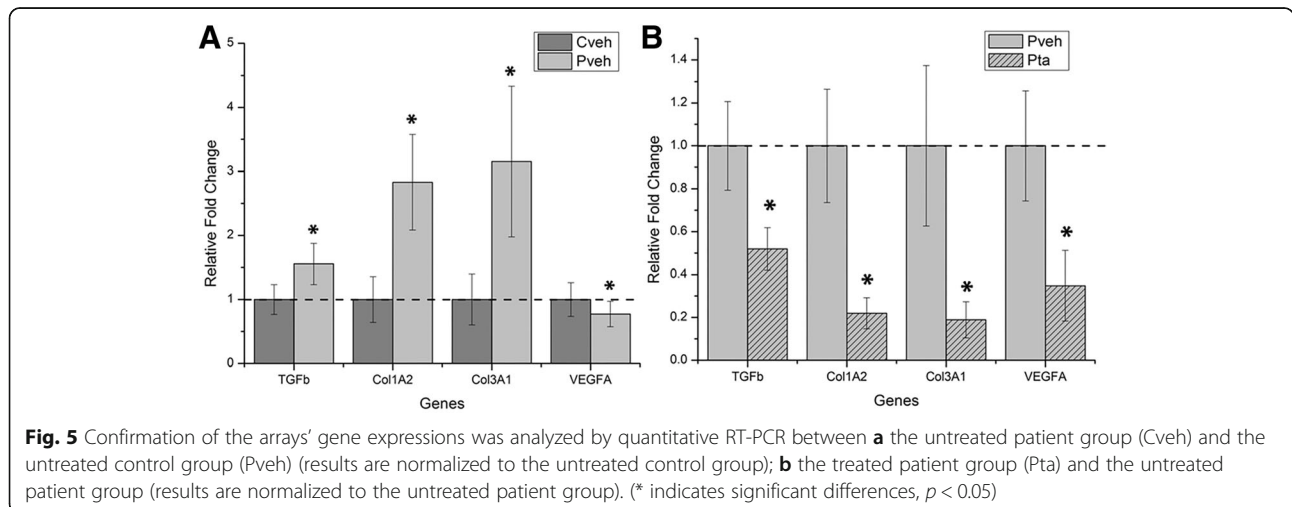 A
B
Cveh
Pveh
Pveh
Pta
5
4
3
2
1
0
Relative Fold Change
* * * *
TGFb Col1A2 Col3A1 VEGFA
Genes
1.4
1.2
1.0
0.8
0.6
0.4
0.2
0.0
Relative Fold Change
* * * *
TGFb Col1A2 Col3A1 VEGFA
Genes
Fig. 5 Confirmation of the arrays' gene expressions was analyzed by quantitative RT-PCR between a the untreated patient group (Cveh) and the
untreated control group (Pveh) (results are normalized to the untreated control group); b the treated patient group (Pta) and the untreated
patient group (results are normalized to the untreated patient group). (* indicates significant differences, p < 0.05)